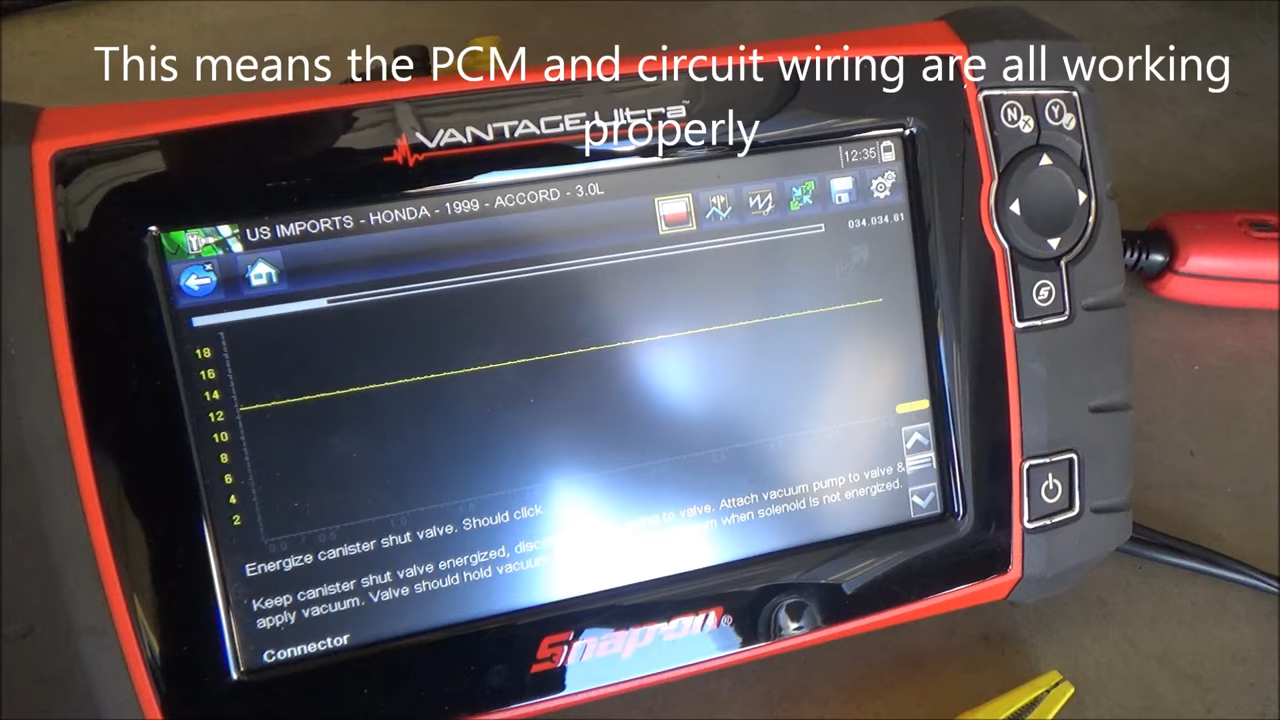 This means the PCM and circuit wiring are all working
properly
VANTAGE Ultra™
12:35
US IMPORTS - HONDA - 1999 - ACCORD - 3.0L
034.034.81
N
Y
S
18
16
14
12
10
8
6
4
2
Energize canister shut valve. Should click
Keep canister shut valve energized, to valve. Attach vacuum pump to valve &
apply vacuum. Valve should hold when solenoid is not energized.
Connector
Snap-on®